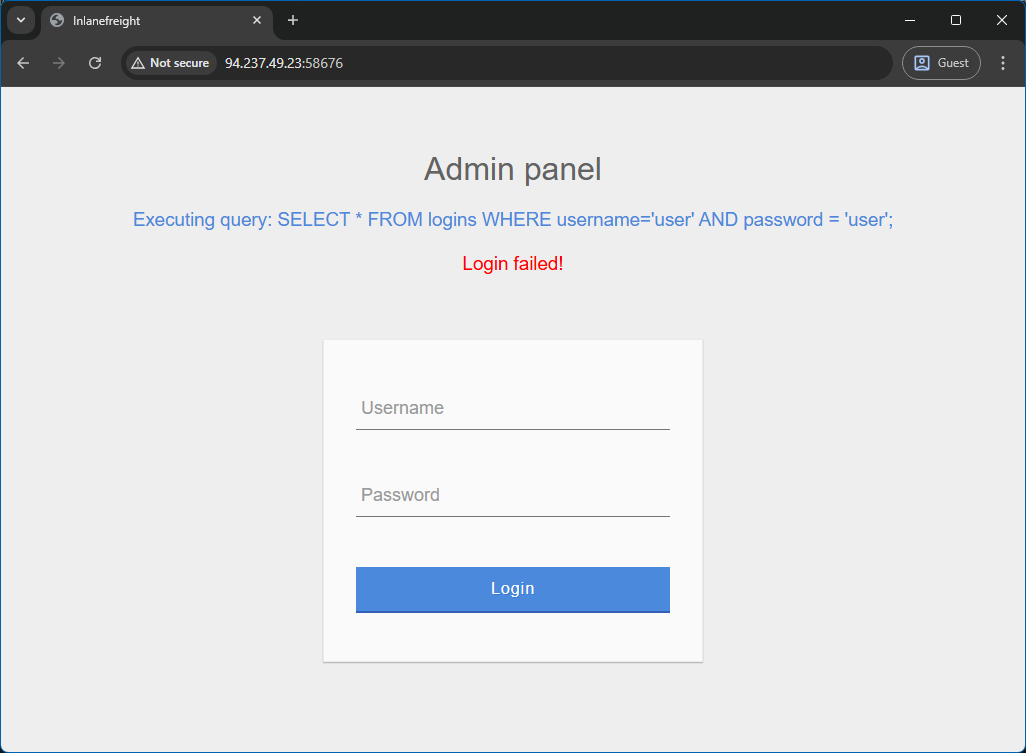 Inlanefreight
Not secure 94.237.49.23:58676 Guest
Admin panel
Executing query: SELECT * FROM logins WHERE username='user' AND password = 'user';
Login failed!
Username
Password
Login